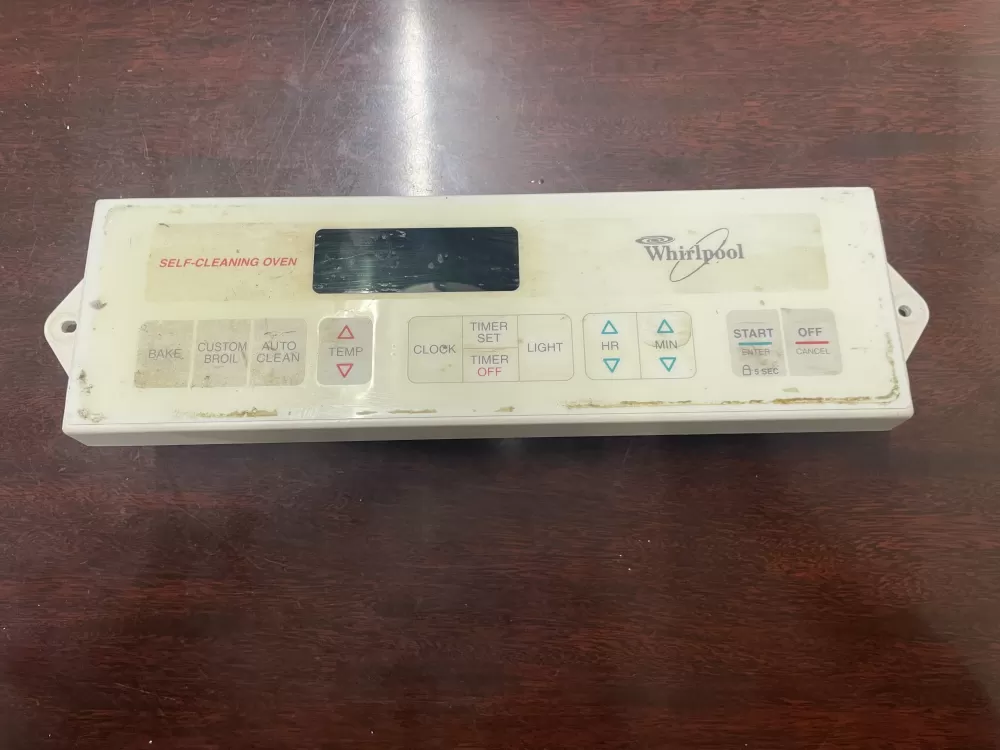 SELF-CLEANING OVEN
Whirlpool
BAKE
CUSTOM
BROIL
AUTO
CLEAN
TEMP
CLOCK
TIMER
SET
TIMER
OFF
LIGHT
HR
MIN
START
ENTER
5 SEC
OFF
CANCEL